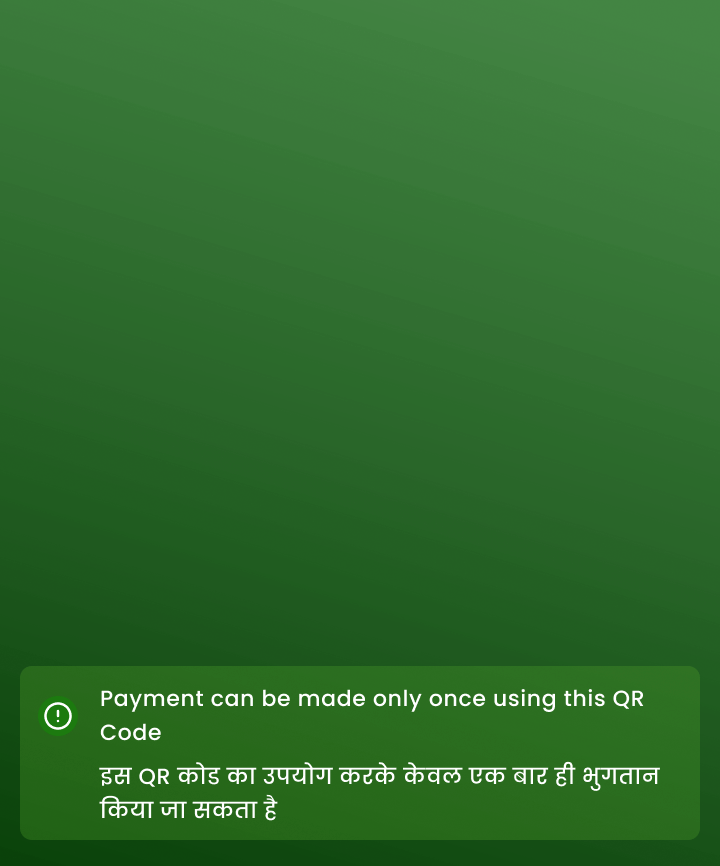 Payment can be made only once using this QR
Code
इस QR कोड का उपयोग करके केवल एक बार ही भुगतान
किया जा सकता है